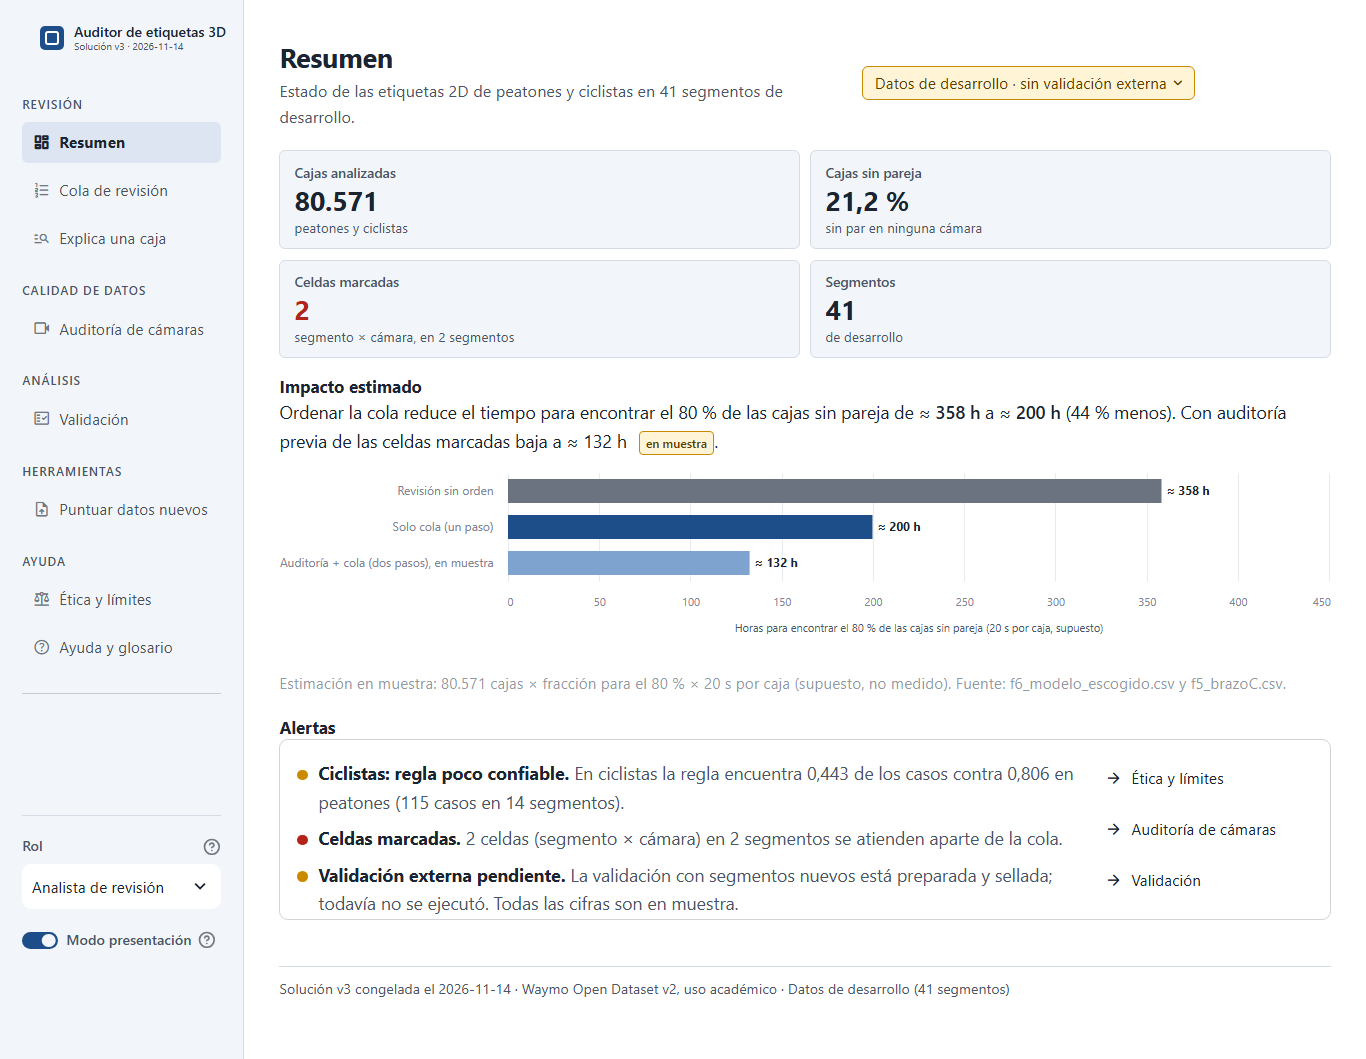 Auditor de etiquetas 3D
Solución v3 · 2026-11-14
REVISIÓN
Resumen
Cola de revisión
Explica una caja
CALIDAD DE DATOS
Auditoría de cámaras
ANÁLISIS
Validación
HERRAMIENTAS
Puntuar datos nuevos
AYUDA
Ética y límites
Ayuda y glosario
Rol
Analista de revisión
Modo presentación
Resumen
Estado de las etiquetas 2D de peatones y ciclistas en 41 segmentos de
desarrollo.
Datos de desarrollo · sin validación externa
Cajas analizadas
80.571
peatones y ciclistas
Cajas sin pareja
21,2 %
sin par en ninguna cámara
Celdas marcadas
2
segmento × cámara, en 2 segmentos
Segmentos
41
de desarrollo
Impacto estimado
Ordenar la cola reduce el tiempo para encontrar el 80 % de las cajas sin pareja de ≈ 358 h a ≈ 200 h (44 % menos). Con auditoría
previa de las celdas marcadas baja a ≈ 132 h en muestra.
Revisión sin orden ≈ 358 h
Solo cola (un paso) ≈ 200 h
Auditoría + cola (dos pasos), en muestra ≈ 132 h
0 50 100 150 200 250 300 350 400 450
Horas para encontrar el 80 % de las cajas sin pareja (20 s por caja, supuesto)
Estimación en muestra: 80.571 cajas × fracción para el 80 % × 20 s por caja (supuesto, no medido). Fuente: f6_modelo_escogido.csv y f5_brazoC.csv.
Alertas
Ciclistas: regla poco confiable. En ciclistas la regla encuentra 0,443 de los casos contra 0,806 en
peatones (115 casos en 14 segmentos).
Celdas marcadas. 2 celdas (segmento × cámara) en 2 segmentos se atienden aparte de la cola.
Validación externa pendiente. La validación con segmentos nuevos está preparada y sellada;
todavía no se ejecutó. Todas las cifras son en muestra.
→ Ética y límites
→ Auditoría de cámaras
→ Validación
Solución v3 congelada el 2026-11-14 · Waymo Open Dataset v2, uso académico · Datos de desarrollo (41 segmentos)